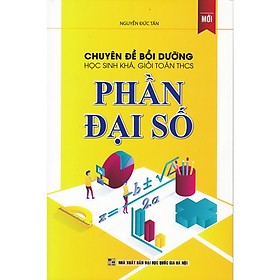 NGUYỄN ĐỨC TẤN
MỚI
CHUYÊN ĐỀ BỒI DƯỠNG
HỌC SINH KHÁ, GIỎI TOÁN THCS
PHẦN
ĐẠI SỐ
NHÀ XUẤT BẢN ĐẠI HỌC QUỐC GIA HÀ NỘI